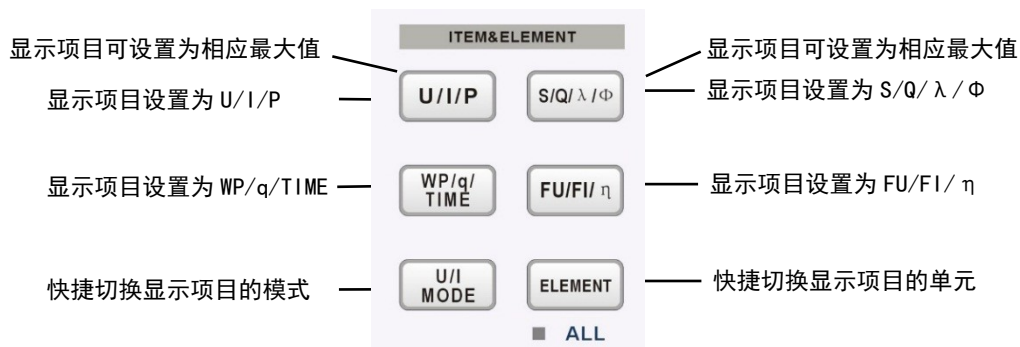 ITEM&ELEMENT
显示项目可设置为相应最大值
显示项目可设置为相应最大值
显示项目设置为 U/I/P
U/I/P
S/Q/λ/Φ
显示项目设置为 S/Q/λ/Φ
显示项目设置为 WP/q/TIME
WP/q/
TIME
FU/FI/ η
显示项目设置为 FU/FI/η
快捷切换显示项目的模式
U/I
MODE
ELEMENT
快捷切换显示项目的单元
ALL